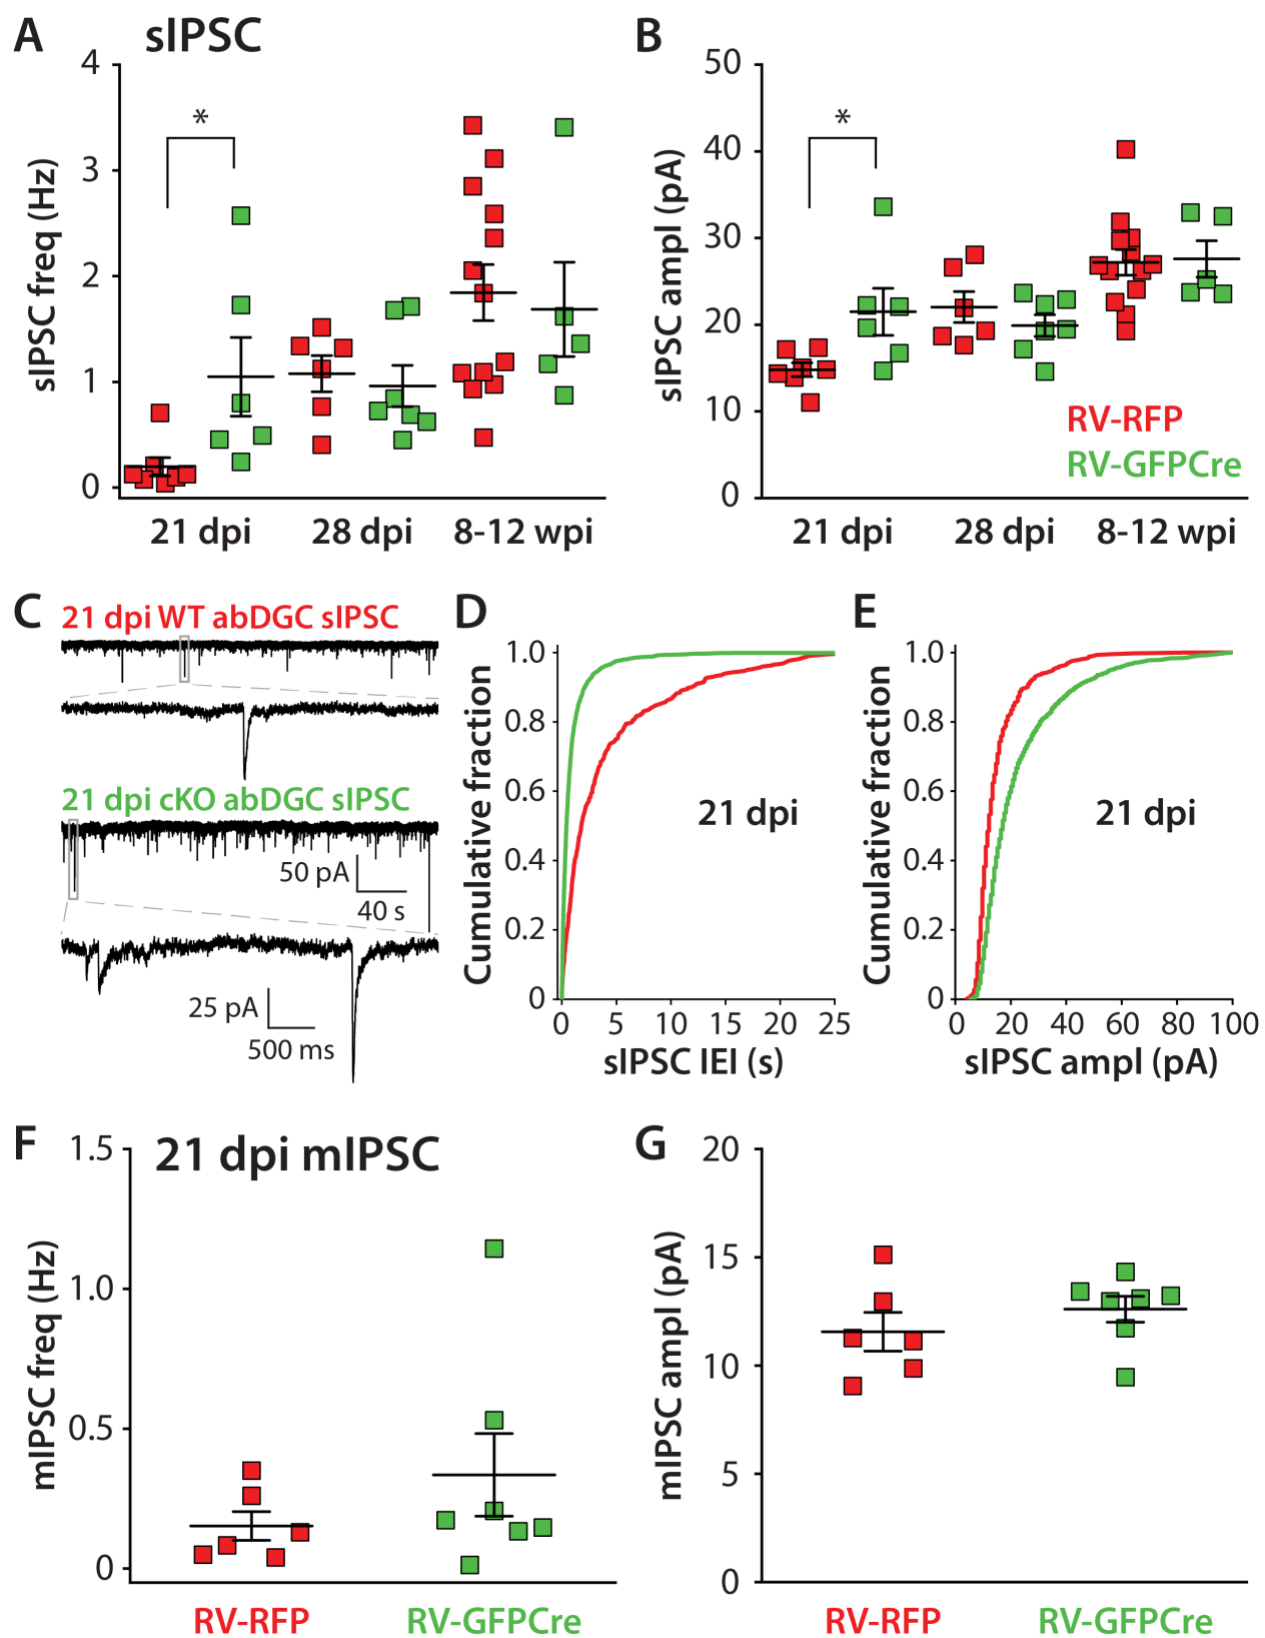 A sIPSC
sIPSC freq (Hz)
4
3
2
1
0
*
21 dpi 28 dpi 8-12 wpi
B
sIPSC ampl (pA)
50
40
30
20
10
0
*
RV-RFP
RV-GFPCre
21 dpi 28 dpi 8-12 wpi
C
21 dpi WT abDGC sIPSC
21 dpi cKO abDGC sIPSC
50 pA
40 s
25 pA
500 ms
D
Cumulative fraction
1.0
0.8
0.6
0.4
0.2
0
21 dpi
0 5 10 15 20 25
sIPSC IEI (s)
E
Cumulative fraction
1.0
0.8
0.6
0.4
0.2
0
21 dpi
0 20 40 60 80 100
sIPSC ampl (pA)
F 21 dpi mIPSC
mIPSC freq (Hz)
1.5
1.0
0.5
0
RV-RFP RV-GFPCre
G
mIPSC ampl (pA)
20
15
10
5
0
RV-RFP RV-GFPCre